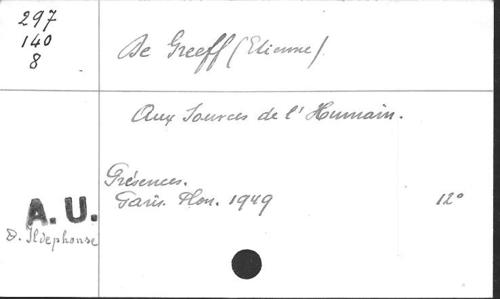 297
140
8
De Greeff (Etienne).
Aux Sources de l'Humain.
Présences.
Paris. Plon. 1949 12°
A.U.
D. Ildephonse